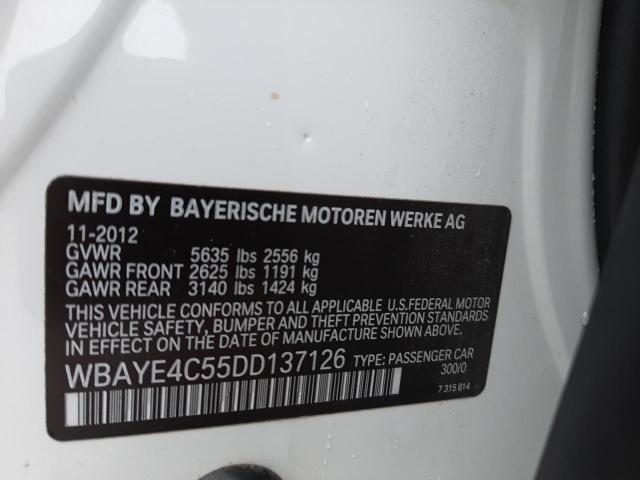 MFD BY BAYERISCHE MOTOREN WERKE AG
11-2012
GVWR 5635 lbs 2556 kg
GAWR FRONT 2625 lbs 1191 kg
GAWR REAR 3140 lbs 1424 kg
THIS VEHICLE CONFORMS TO ALL APPLICABLE U.S.FEDERAL MOTOR
VEHICLE SAFETY, BUMPER AND THEFT PREVENTION STANDARDS
IN EFFECT ON THE DATE OF MANUFACTURE SHOWN ABOVE.
WBAYE4C55DD137126 TYPE: PASSENGER CAR
300/0
7 315 814